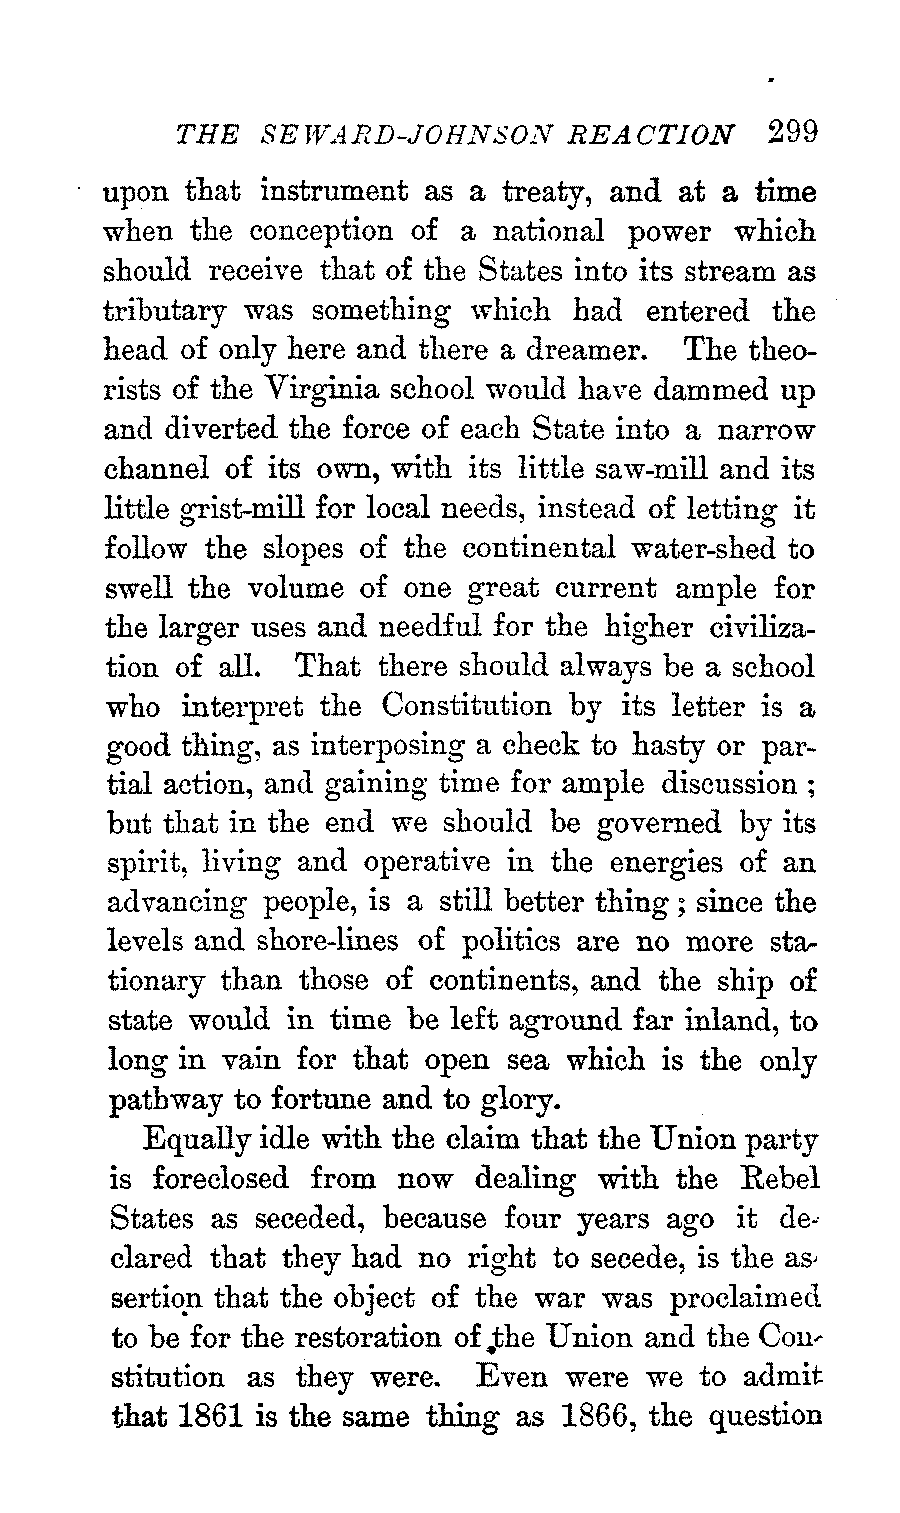 THE SEWARD-JOHNSON REACTION 299
upon that instrument as a treaty, and at a time
when the conception of a national power which
should receive that of the States into its stream as
tributary was something which had entered the
head of only here and there a dreamer. The theo-
rists of the Virginia school would have dammed up
and diverted the force of each State into a narrow
channel of its own, with its little saw-mill and its
little grist-mill for local needs, instead of letting it
follow the slopes of the continental water-shed to
swell the volume of one great current ample for
the larger uses and needful for the higher civiliza-
tion of all. That there should always be a school
who interpret the Constitution by its letter is a
good thing, as interposing a check to hasty or par-
tial action, and gaining time for ample discussion ;
but that in the end we should be governed by its
spirit, living and operative in the energies of an
advancing people, is a still better thing ; since the
levels and shore-lines of politics are no more sta-
tionary than those of continents, and the ship of
state would in time be left aground far inland, to
long in vain for that open sea which is the only
pathway to fortune and to glory.
Equally idle with the claim that the Union party
is foreclosed from now dealing with the Rebel
States as seceded, because four years ago it de-
clared that they had no right to secede, is the as-
sertion that the object of the war was proclaimed
to be for the restoration of the Union and the Con-
stitution as they were. Even were we to admit
that 1861 is the same thing as 1866, the question